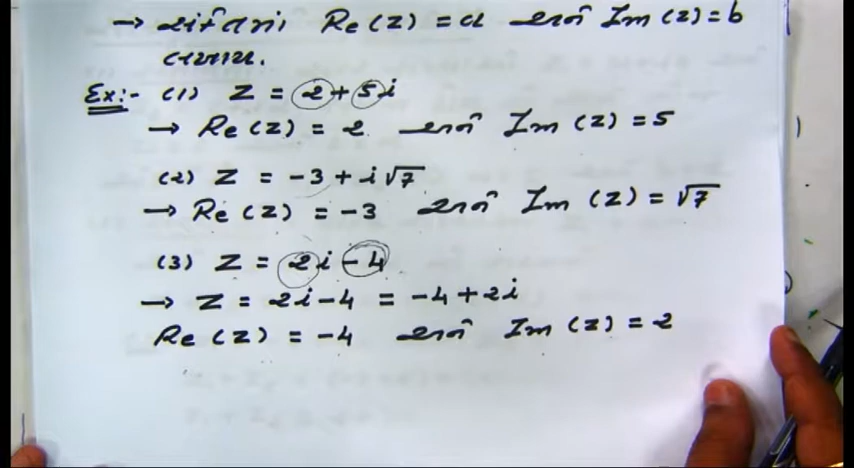 → Re(z) = a અને Im(z) = b
Ex:- (1) z = 2+5i
→ Re(z) = 2 અને Im(z) = 5
(2) z = -3 + i√7
→ Re(z) = -3 અને Im(z) = √7
(3) z = 2i - 4
→ z = 2i-4 = -4+2i
Re(z) = -4 અને Im(z) = 2